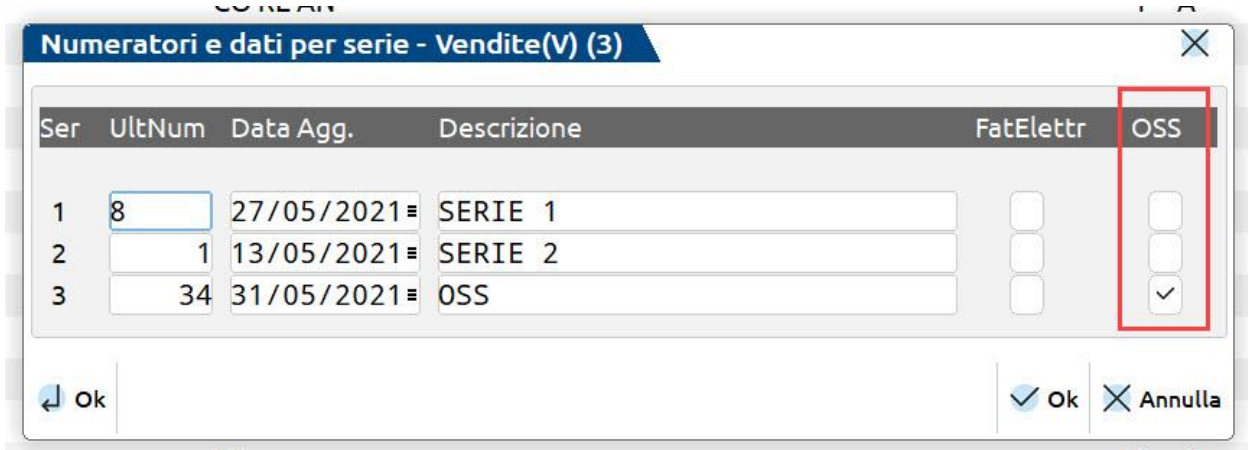 Numeratori e dati per serie - Vendite(V) (3)
Ser UltNum Data Agg. Descrizione FatElettr OSS
1 8 27/05/2021 SERIE 1
2 1 13/05/2021 SERIE 2
3 34 31/05/2021 OSS
Ok Ok Annulla